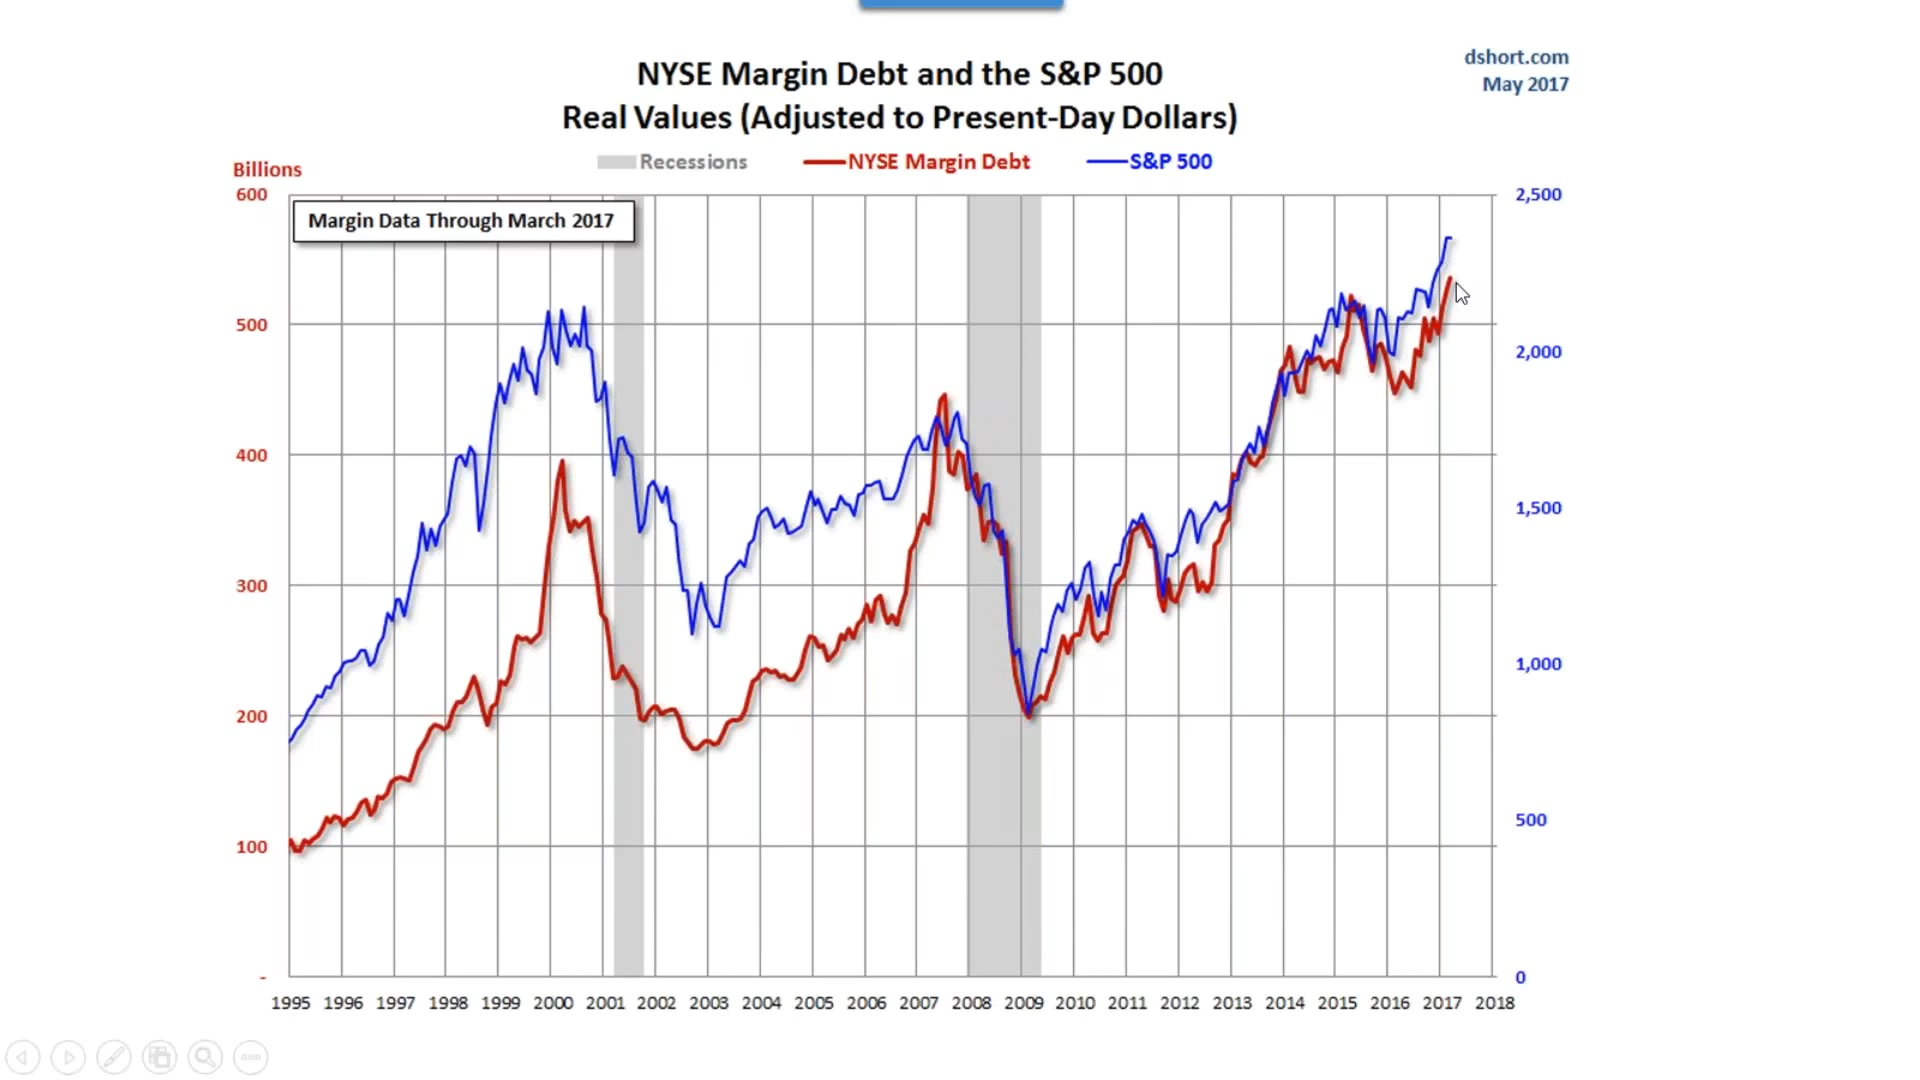 NYSE Margin Debt and the S&P 500
Real Values (Adjusted to Present-Day Dollars)
dshort.com
May 2017
Recessions NYSE Margin Debt S&P 500
Billions
Margin Data Through March 2017
600
500
400
300
200
100
-
2,500
2,000
1,500
1,000
500
0
1995 1996 1997 1998 1999 2000 2001 2002 2003 2004 2005 2006 2007 2008 2009 2010 2011 2012 2013 2014 2015 2016 2017 2018